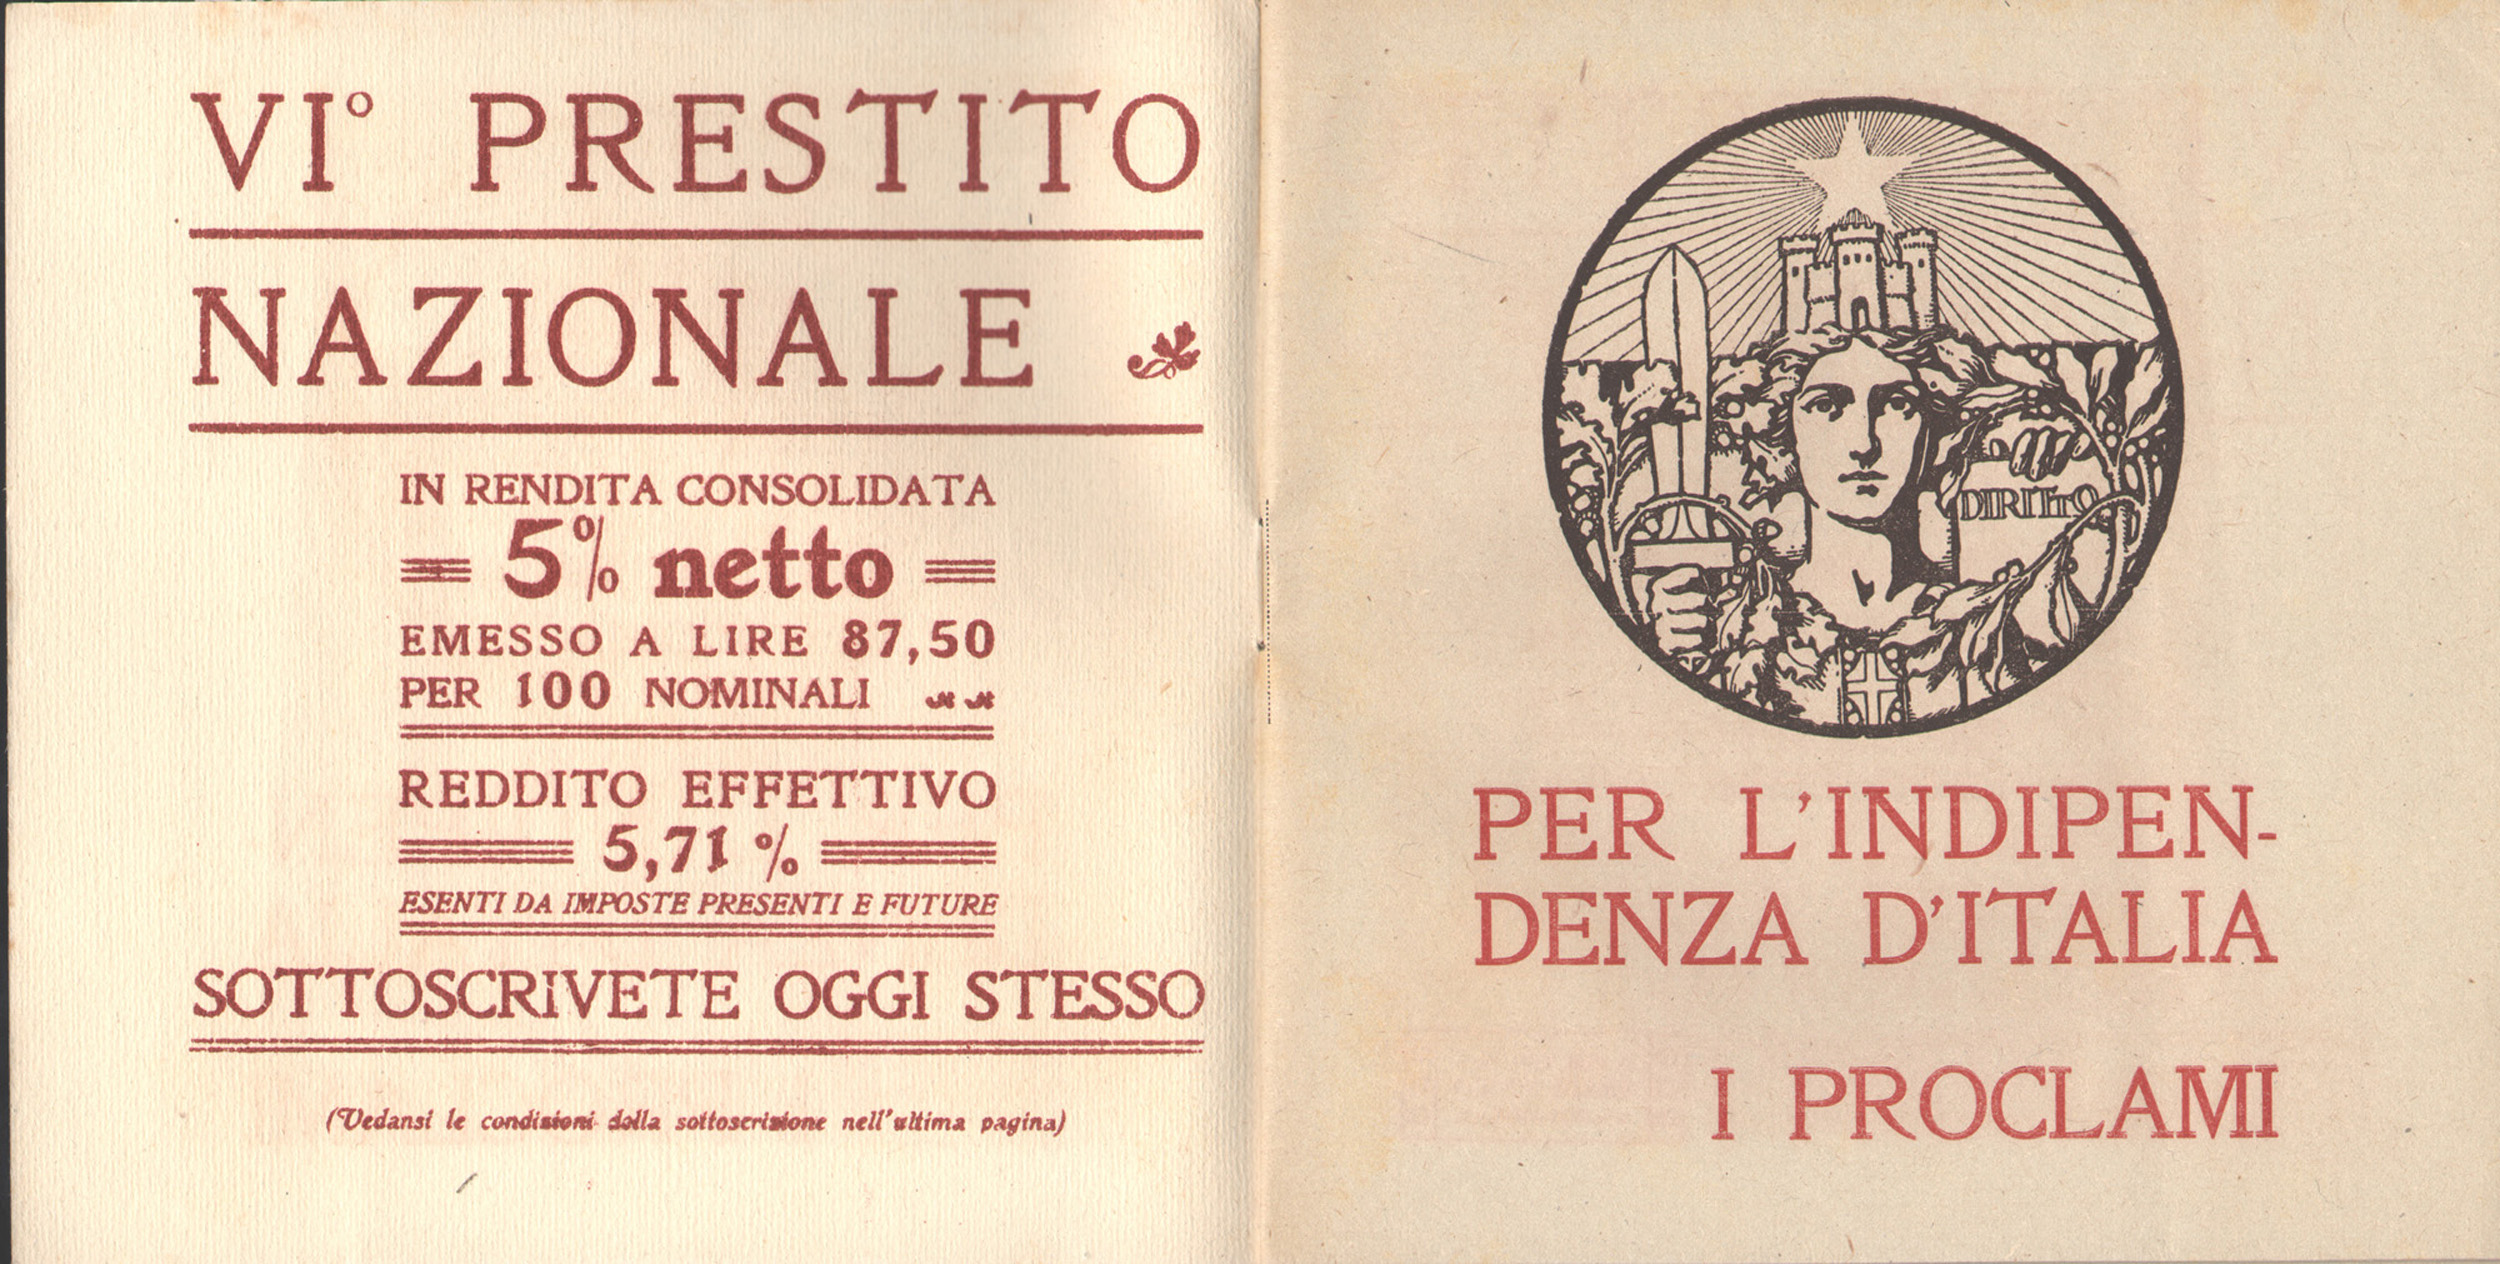 VI° PRESTITO
NAZIONALE
IN RENDITA CONSOLIDATA
5% netto
EMESSO A LIRE 87,50
PER 100 NOMINALI
REDDITO EFFETTIVO
5,71 %
ESENTI DA IMPOSTE PRESENTI E FUTURE
SOTTOSCRIVETE OGGI STESSO
(Vedansi le condizioni della sottoscrizione nell'ultima pagina)
DIRITTO
PER L'INDIPEN-
DENZA D'ITALIA
I PROCLAMI